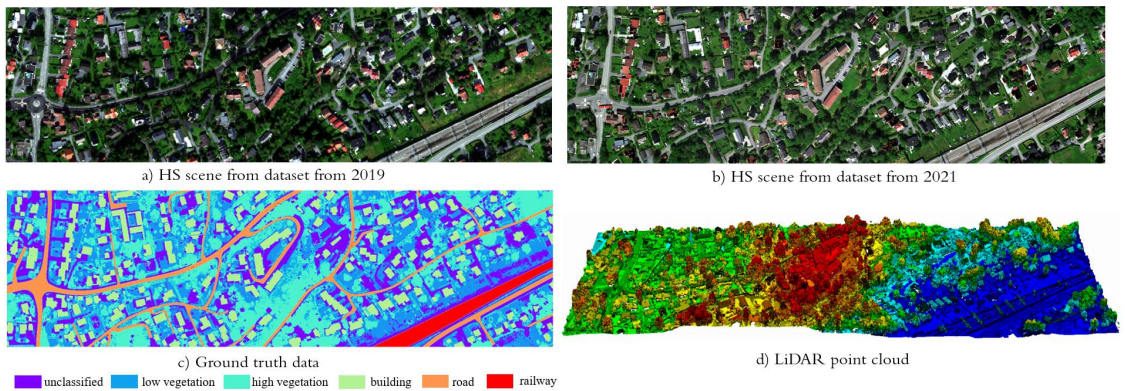 a) HS scene from dataset from 2019
b) HS scene from dataset from 2021
c) Ground truth data
d) LiDAR point cloud
unclassified low vegetation high vegetation building road railway